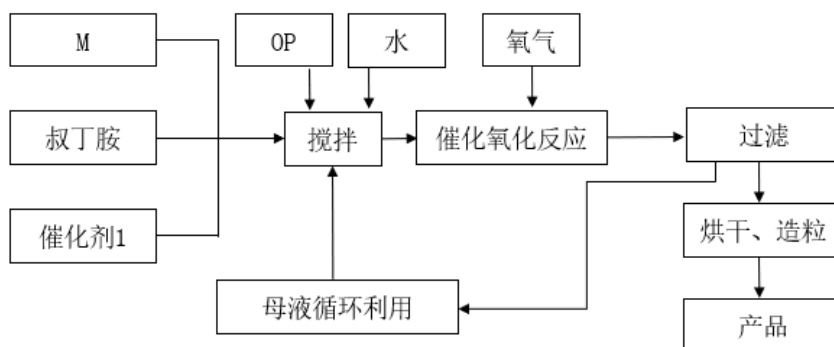 M
OP
水
氧气
叔丁胺
搅拌
催化氧化反应
过滤
催化剂1
烘干、造粒
母液循环利用
产品